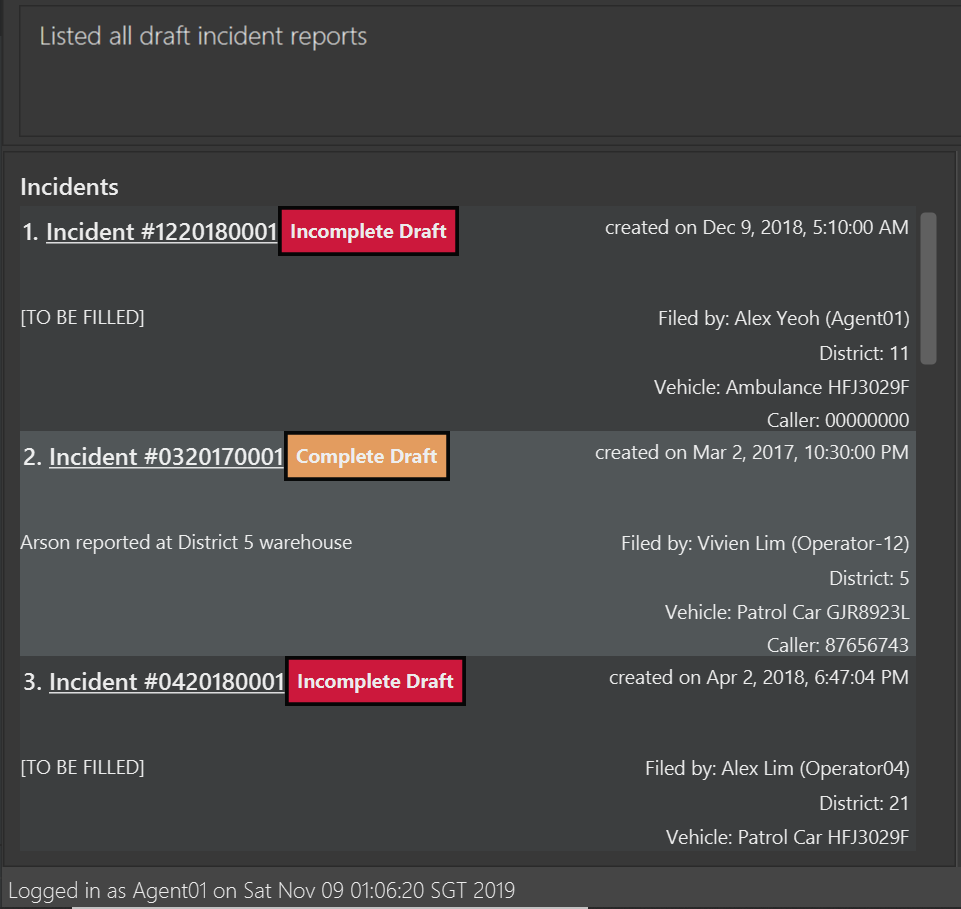 Listed all draft incident reports
Incidents
1. Incident #1220180001 Incomplete Draft created on Dec 9, 2018, 5:10:00 AM
[TO BE FILLED] Filed by: Alex Yeoh (Agent01)
District: 11
Vehicle: Ambulance HFJ3029F
Caller: 00000000
2. Incident #0320170001 Complete Draft created on Mar 2, 2017, 10:30:00 PM
Arson reported at District 5 warehouse Filed by: Vivien Lim (Operator-12)
District: 5
Vehicle: Patrol Car GJR8923L
Caller: 87656743
3. Incident #0420180001 Incomplete Draft created on Apr 2, 2018, 6:47:04 PM
[TO BE FILLED] Filed by: Alex Lim (Operator04)
District: 21
Vehicle: Patrol Car HFJ3029F
Logged in as Agent01 on Sat Nov 09 01:06:20 SGT 2019